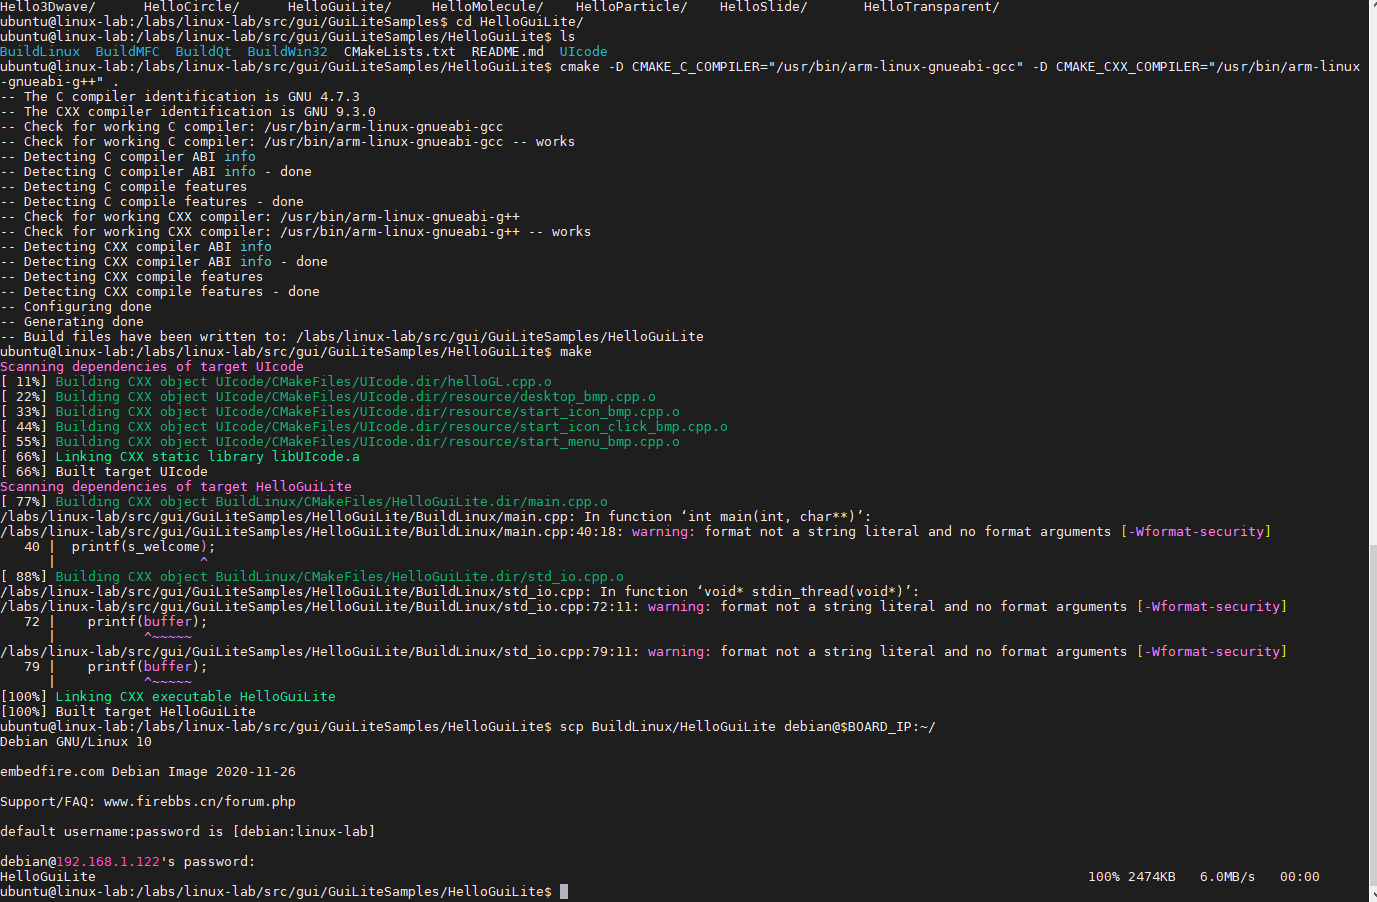 Hello3Dwave/      HelloCircle/      HelloGuiLite/     HelloMolecule/    HelloParticle/    HelloSlide/       HelloTransparent/
ubuntu@linux-lab:/labs/linux-lab/src/gui/GuiLiteSamples$ cd HelloGuiLite/
ubuntu@linux-lab:/labs/linux-lab/src/gui/GuiLiteSamples/HelloGuiLite$ ls
BuildLinux  BuildMFC  BuildQt  BuildWin32  CMakeLists.txt  README.md  UIcode
ubuntu@linux-lab:/labs/linux-lab/src/gui/GuiLiteSamples/HelloGuiLite$ cmake -D CMAKE_C_COMPILER="/usr/bin/arm-linux-gnueabi-gcc" -D CMAKE_CXX_COMPILER="/usr/bin/arm-linux
-gnueabi-g++" .
-- The C compiler identification is GNU 4.7.3
-- The CXX compiler identification is GNU 9.3.0
-- Check for working C compiler: /usr/bin/arm-linux-gnueabi-gcc
-- Check for working C compiler: /usr/bin/arm-linux-gnueabi-gcc -- works
-- Detecting C compiler ABI info
-- Detecting C compiler ABI info - done
-- Detecting C compile features
-- Detecting C compile features - done
-- Check for working CXX compiler: /usr/bin/arm-linux-gnueabi-g++
-- Check for working CXX compiler: /usr/bin/arm-linux-gnueabi-g++ -- works
-- Detecting CXX compiler ABI info
-- Detecting CXX compiler ABI info - done
-- Detecting CXX compile features
-- Detecting CXX compile features - done
-- Configuring done
-- Generating done
-- Build files have been written to: /labs/linux-lab/src/gui/GuiLiteSamples/HelloGuiLite
ubuntu@linux-lab:/labs/linux-lab/src/gui/GuiLiteSamples/HelloGuiLite$ make
Scanning dependencies of target UIcode
[ 11%] Building CXX object UIcode/CMakeFiles/UIcode.dir/helloGL.cpp.o
[ 22%] Building CXX object UIcode/CMakeFiles/UIcode.dir/resource/desktop_bmp.cpp.o
[ 33%] Building CXX object UIcode/CMakeFiles/UIcode.dir/resource/start_icon_bmp.cpp.o
[ 44%] Building CXX object UIcode/CMakeFiles/UIcode.dir/resource/start_icon_click_bmp.cpp.o
[ 55%] Building CXX object UIcode/CMakeFiles/UIcode.dir/resource/start_menu_bmp.cpp.o
[ 66%] Linking CXX static library libUIcode.a
[ 66%] Built target UIcode
Scanning dependencies of target HelloGuiLite
[ 77%] Building CXX object BuildLinux/CMakeFiles/HelloGuiLite.dir/main.cpp.o
/labs/linux-lab/src/gui/GuiLiteSamples/HelloGuiLite/BuildLinux/main.cpp: In function ‘int main(int, char**)’:
/labs/linux-lab/src/gui/GuiLiteSamples/HelloGuiLite/BuildLinux/main.cpp:40:18: warning: format not a string literal and no format arguments [-Wformat-security]
   40 |  printf(s_welcome);
      |                  ^
[ 88%] Building CXX object BuildLinux/CMakeFiles/HelloGuiLite.dir/std_io.cpp.o
/labs/linux-lab/src/gui/GuiLiteSamples/HelloGuiLite/BuildLinux/std_io.cpp: In function ‘void* stdin_thread(void*)’:
/labs/linux-lab/src/gui/GuiLiteSamples/HelloGuiLite/BuildLinux/std_io.cpp:72:11: warning: format not a string literal and no format arguments [-Wformat-security]
   72 |    printf(buffer);
      |           ^~~~~~
/labs/linux-lab/src/gui/GuiLiteSamples/HelloGuiLite/BuildLinux/std_io.cpp:79:11: warning: format not a string literal and no format arguments [-Wformat-security]
   79 |    printf(buffer);
      |           ^~~~~~
[100%] Linking CXX executable HelloGuiLite
[100%] Built target HelloGuiLite
ubuntu@linux-lab:/labs/linux-lab/src/gui/GuiLiteSamples/HelloGuiLite$ scp BuildLinux/HelloGuiLite debian@$BOARD_IP:~/
Debian GNU/Linux 10
embedfire.com Debian Image 2020-11-26
Support/FAQ: www.firebbs.cn/forum.php
default username:password is [debian:linux-lab]
debian@192.168.1.122's password:
HelloGuiLite                                                                                  100% 2474KB   6.0MB/s   00:00
ubuntu@linux-lab:/labs/linux-lab/src/gui/GuiLiteSamples/HelloGuiLite$